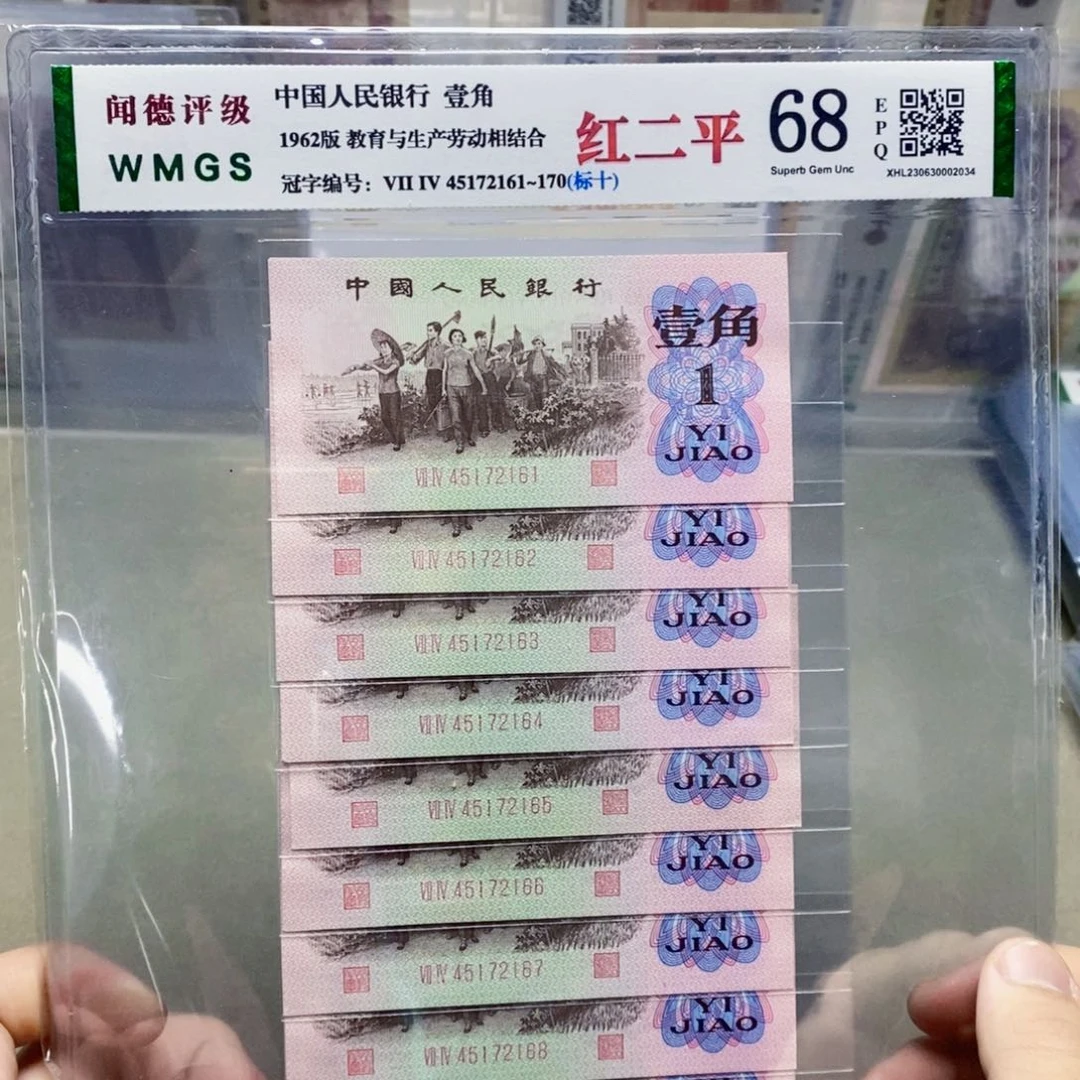 闻德评级
WMGS
中国人民银行 壹角
1962版 教育与生产劳动相结合
冠字编号：VII IV 45172161~170(标十)
红二平
68
Superb Gem Unc
EPQ
XHL230630002034
中國人民銀行
壹角
1
YI
JIAO
VII IV 45172161
YI
JIAO
VII IV 45172162
YI
JIAO
VII IV 45172163
YI
JIAO
VII IV 45172164
YI
JIAO
VII IV 45172165
YI
JIAO
VII IV 45172166
YI
JIAO
VII IV 45172167
YI
JIAO
VII IV 45172168